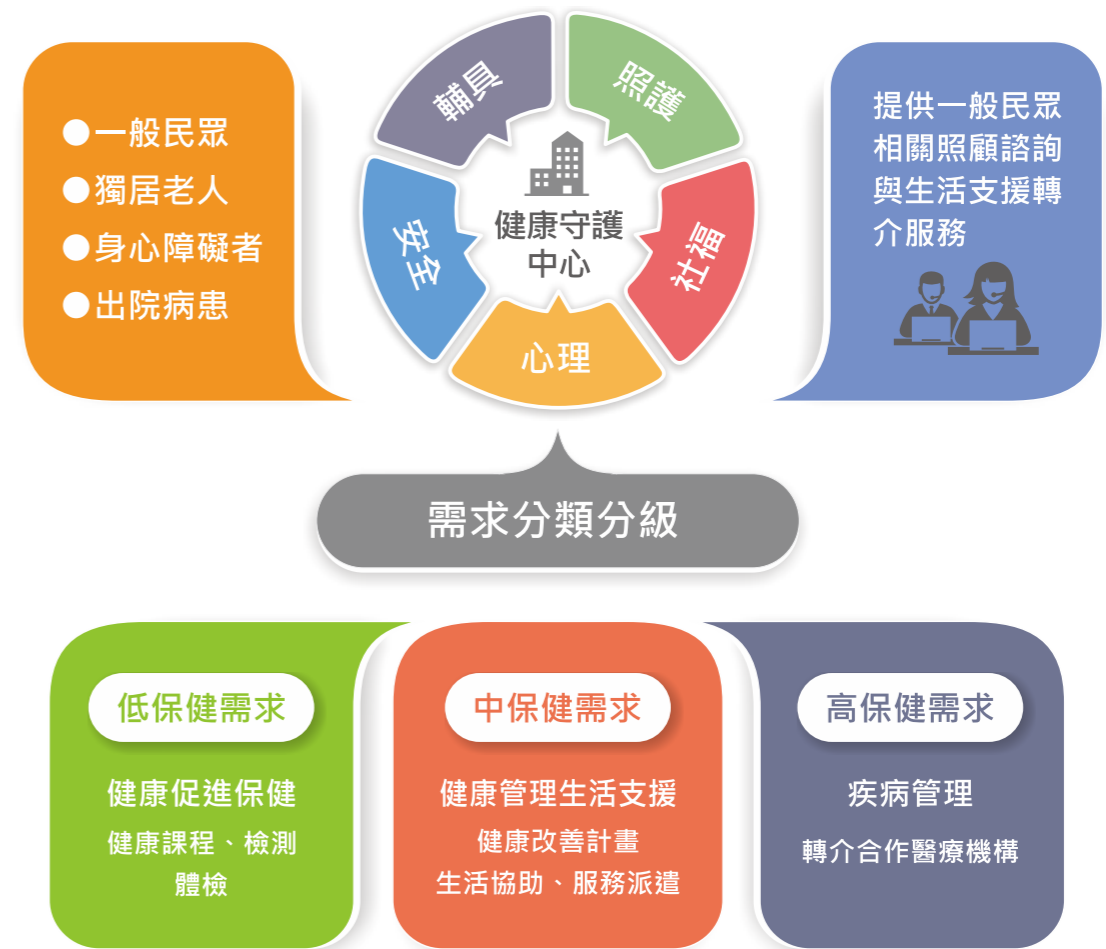 ●一般民眾
●獨居老人
●身心障礙者
●出院病患
輔具
照護
安全
社福
心理
健康守護
中心
提供一般民眾
相關照顧諮詢
與生活支援轉
介服務
需求分類分級
低保健需求
健康促進保健
健康課程、檢測
體檢
中保健需求
健康管理生活支援
健康改善計畫
生活協助、服務派遣
高保健需求
疾病管理
轉介合作醫療機構